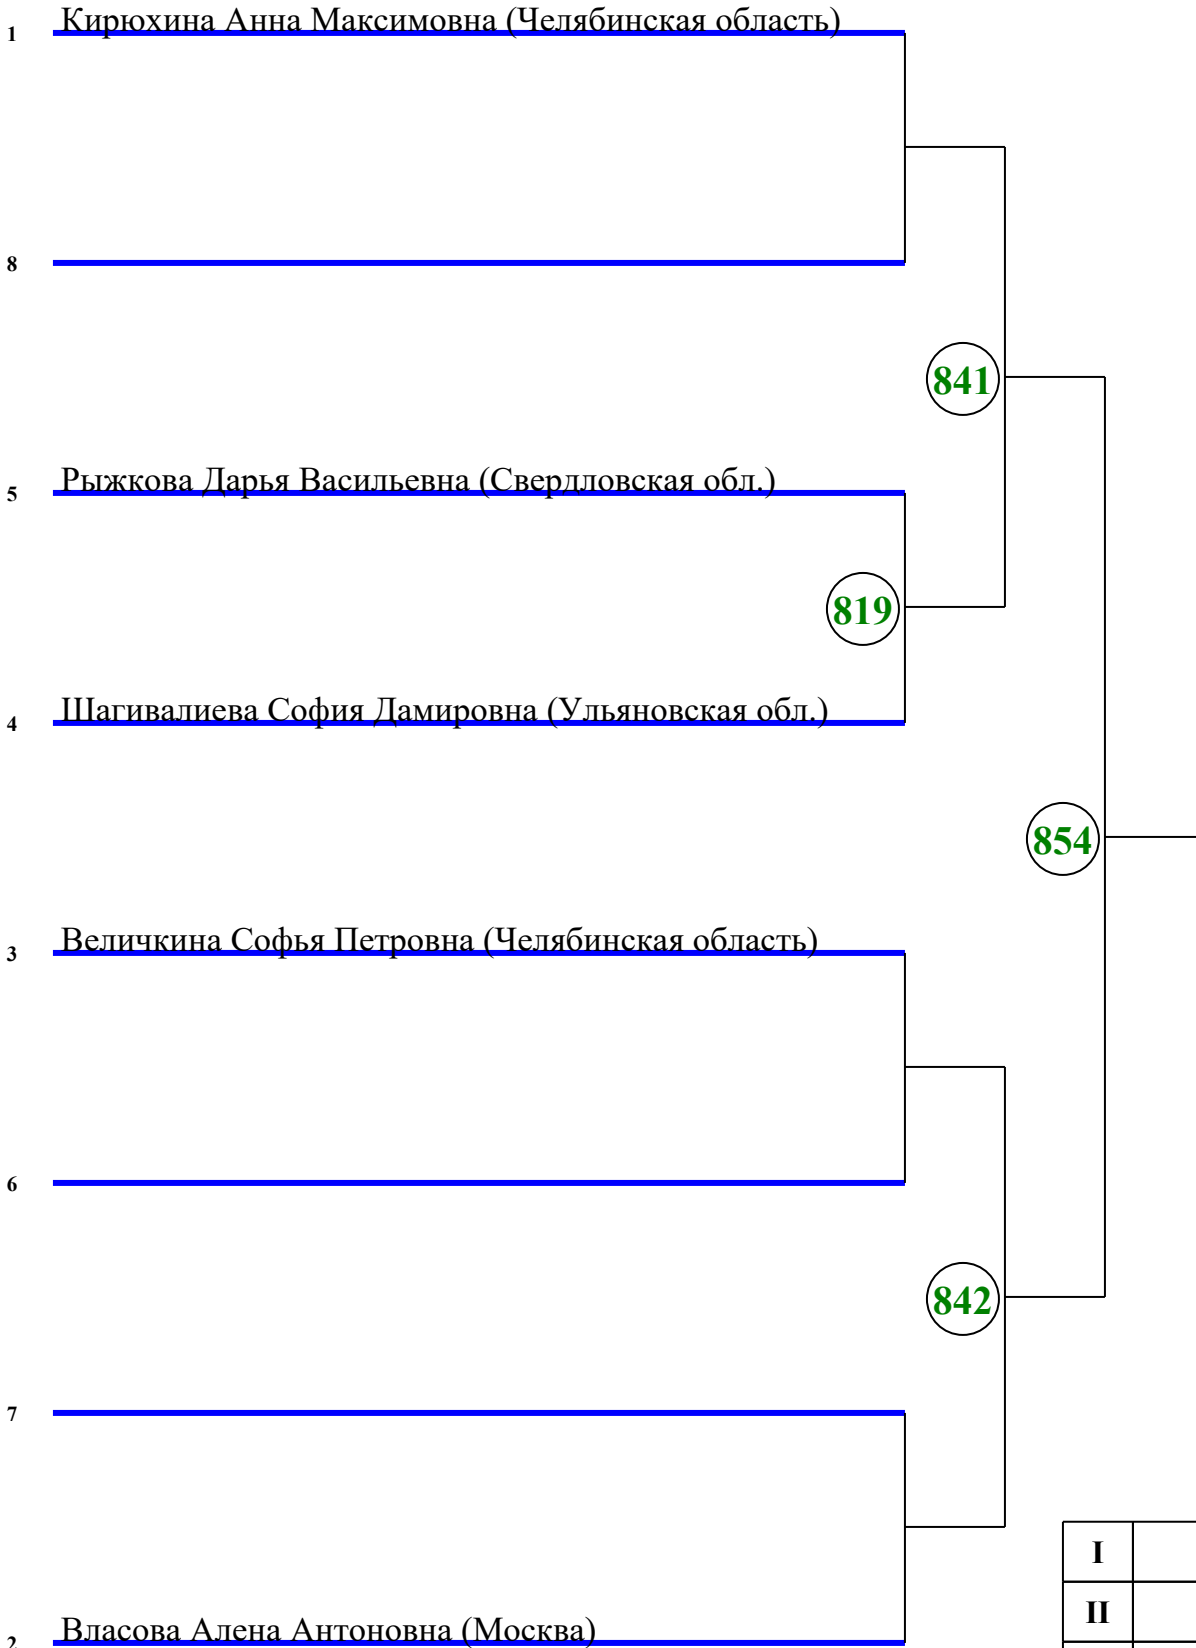 1 Кирюхина Анна Максимовна (Челябинская область)
8
841
5 Рыжкова Дарья Васильевна (Свердловская обл.)
819
4 Шагивалиева София Дамировна (Ульяновская обл.)
854
3 Величкина Софья Петровна (Челябинская область)
6
842
7
I
II
2 Власова Алена Антоновна (Москва)